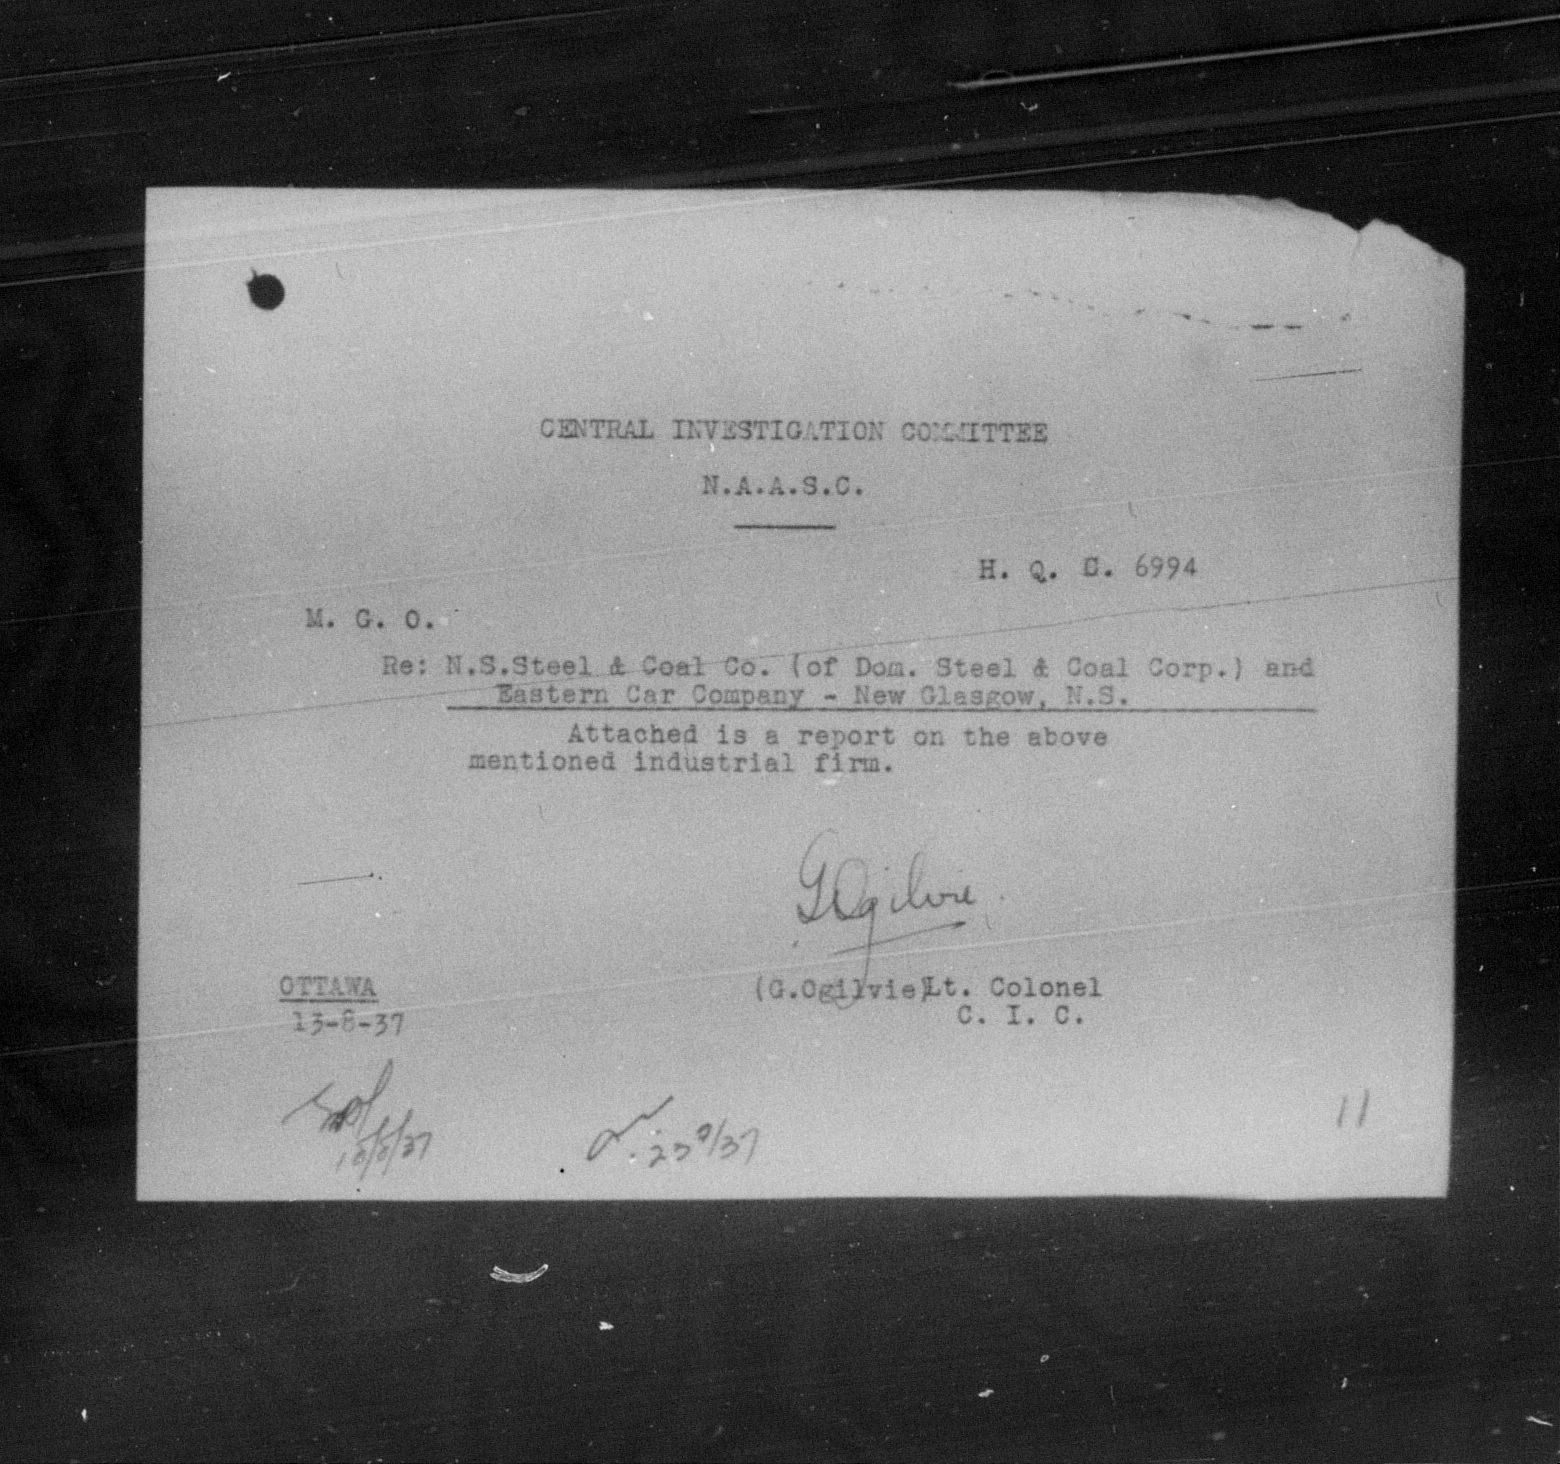 CENTRAL INVESTIGATION COMMITTEE
N.A.A.S.C.
H. Q. C. 6994
M. G. O.
Re: N.S.Steel & Coal Co. (of Dom. Steel & Coal Corp.) and
Eastern Car Company - New Glasgow, N.S.
Attached is a report on the above
mentioned industrial firm.
GOgilvie
OTTAWA
(G.Ogilvie)Lt. Colonel
13-8-37
C. I. C.
11